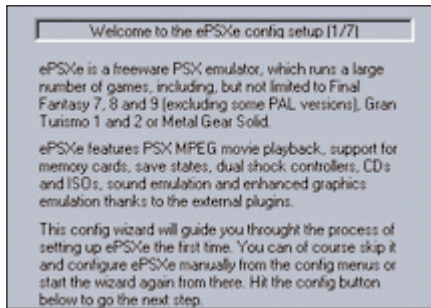 Welcome to the ePSXe config setup (1/7)
ePSXe is a freeware PSX emulator, which runs a large
number of games, including, but not limited to Final
Fantasy 7, 8 and 9 (excluding some PAL versions), Gran
Turismo 1 and 2 or Metal Gear Solid.
ePSXe features PSX MPEG movie playback, support for
memory cards, save states, dual shock controllers, CDs
and ISOs, sound emulation and enhanced graphics
emulation thanks to the external plugins.
This config wizard will guide you throught the process of
setting up ePSXe the first time. You can of course skip it
and configure ePSXe manually from the config menus or
start the wizard again from there. Hit the config button
below to go the next step.